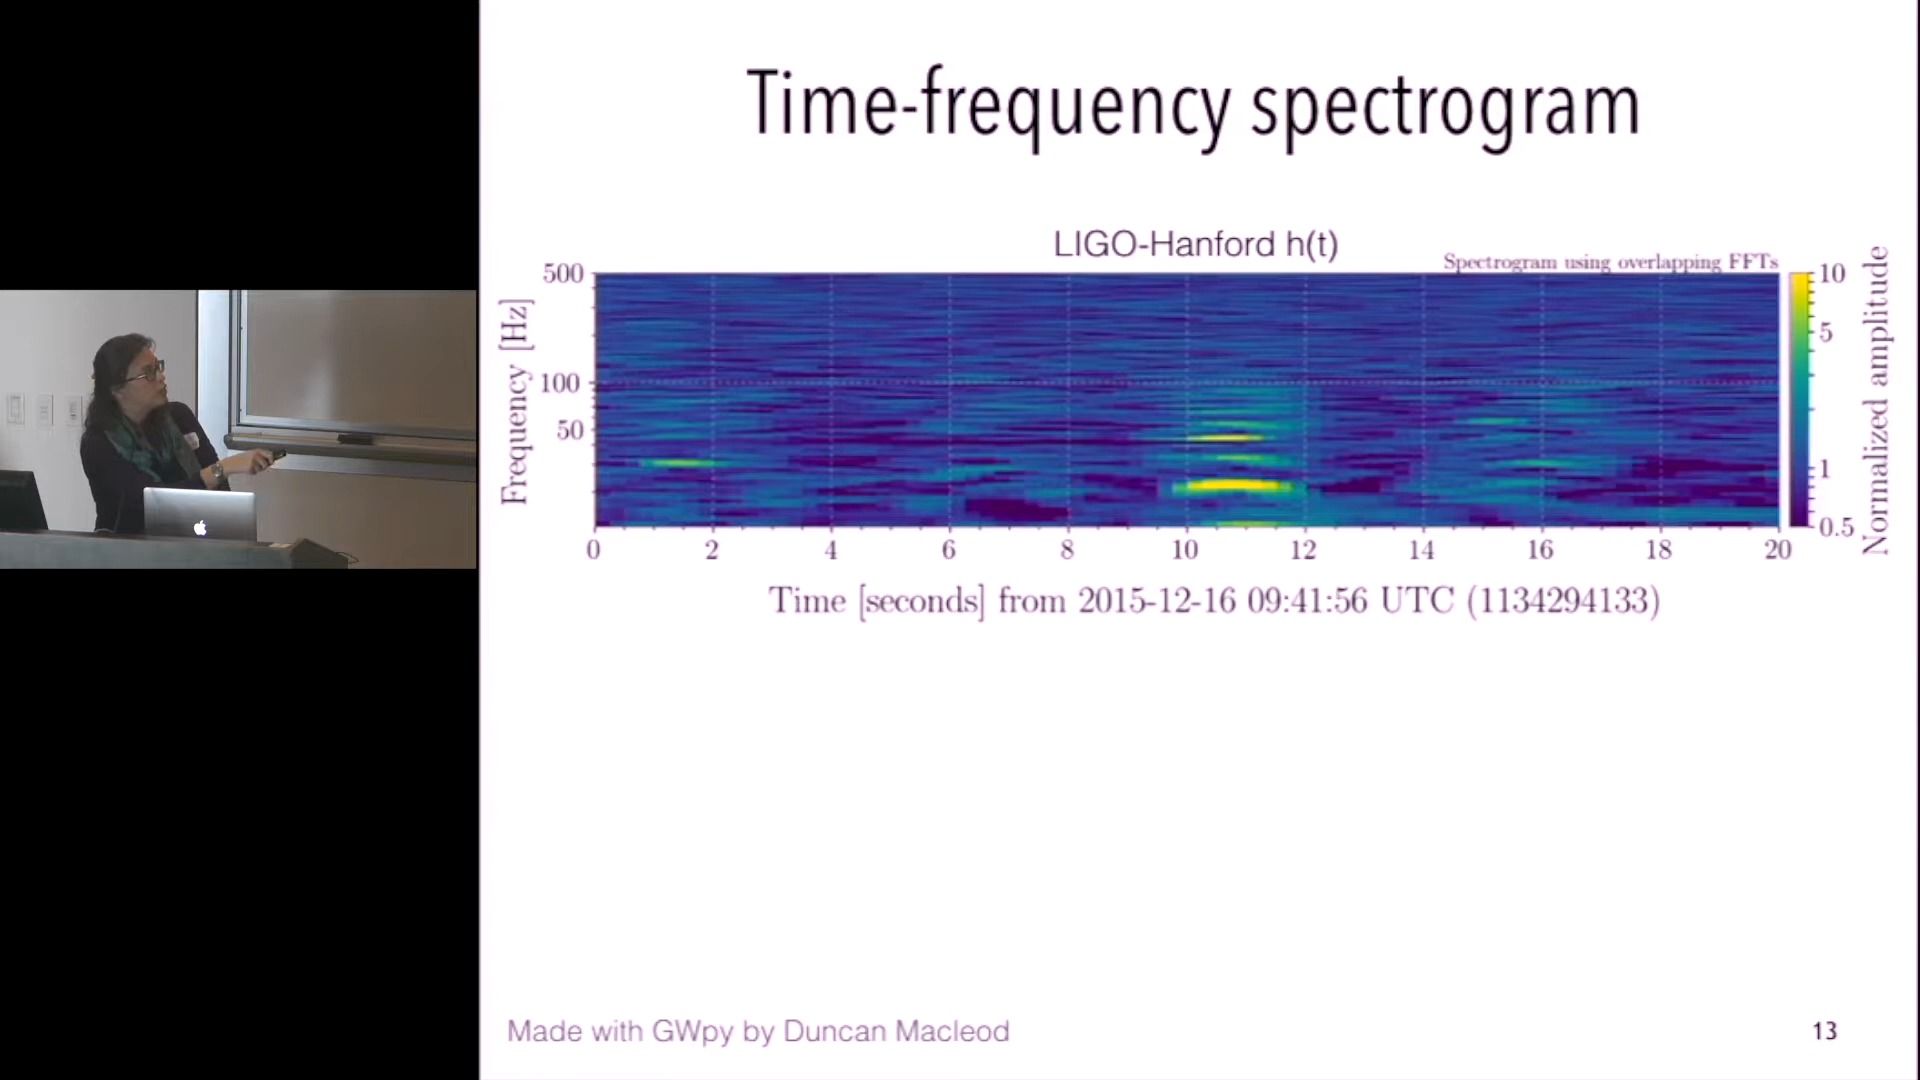 Time-frequency spectrogram
LIGO-Hanford h(t)
Spectrogram using overlapping FFTs
Frequency [Hz]
500
100
50
0 2 4 6 8 10 12 14 16 18 20
Time [seconds] from 2015-12-16 09:41:56 UTC (1134294133)
10
5
1
0.5
Normalized amplitude
Made with GWpy by Duncan Macleod
13